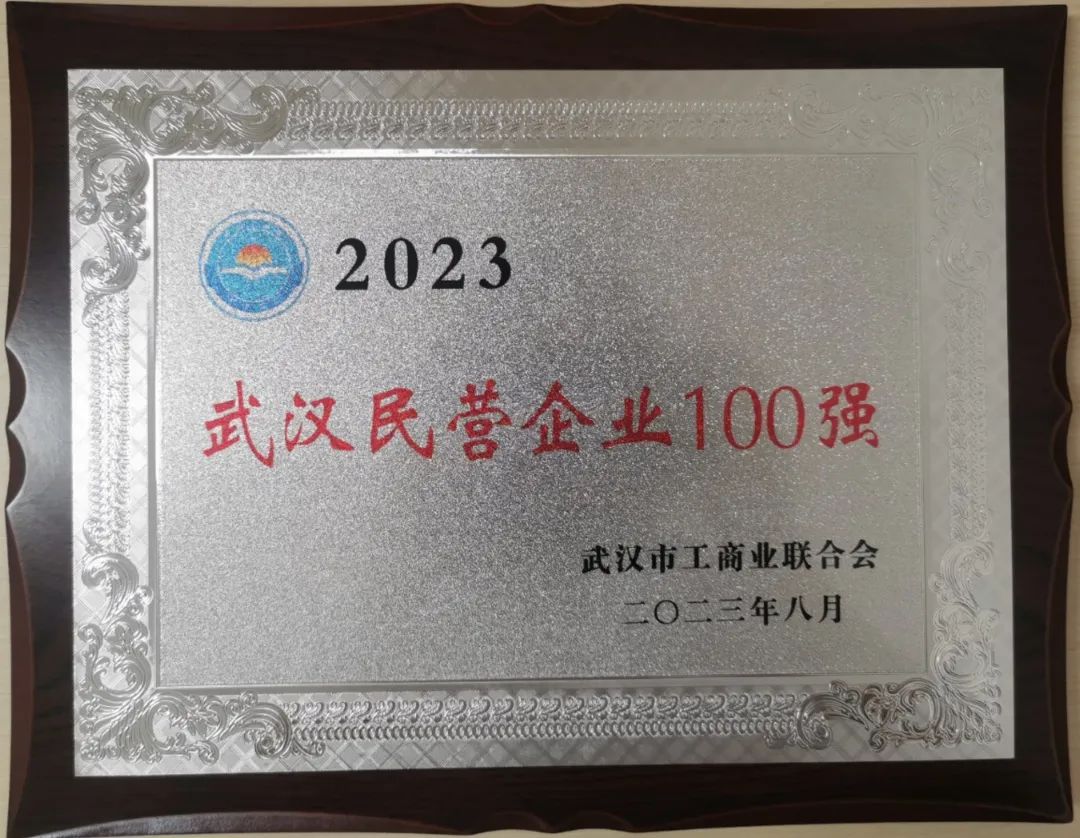 2023
武汉民营企业100强
武汉市工商业联合会
二〇二三年八月